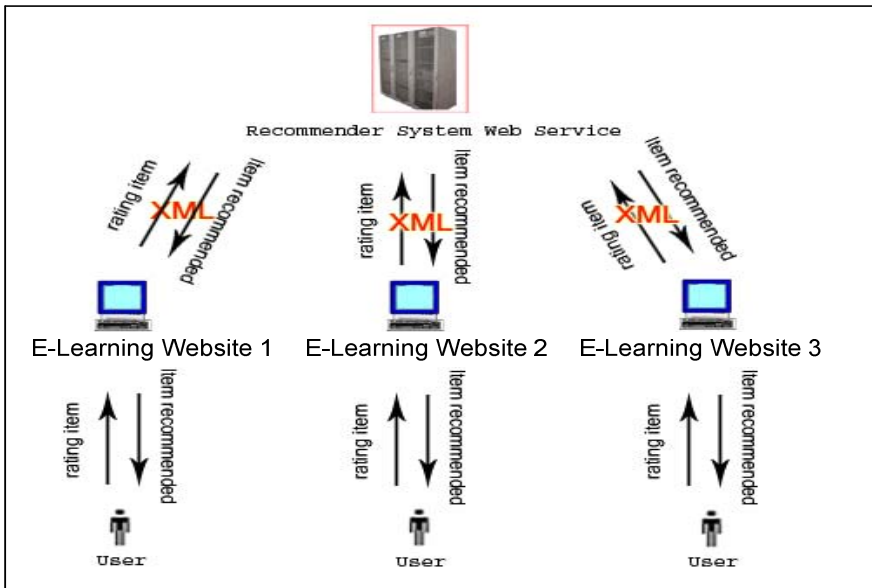 Recommender System Web Service
rating item
XML
Item recommended
rating item
XML
Item recommended
rating item
XML
Item recommended
E-Learning Website 1
E-Learning Website 2
E-Learning Website 3
rating item
Item recommended
rating item
Item recommended
rating item
Item recommended
User
User
User